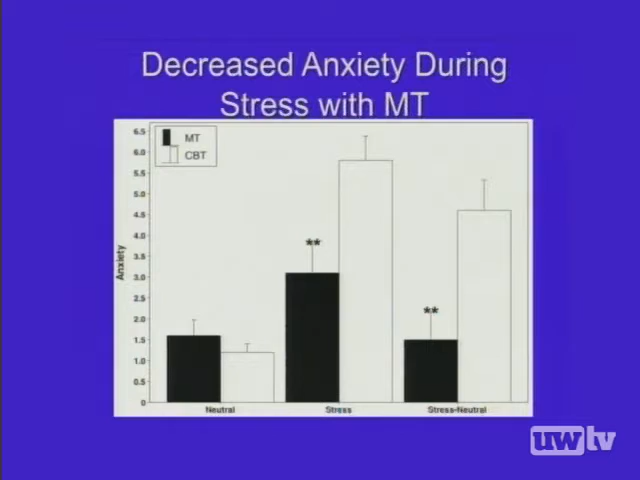 Decreased Anxiety During
Stress with MT
6.5
MT
6.0
CBT
5.5
5.0
4.5
4.0
3.5
**
3.0
2.5
**
2.0
1.5
1.0
0.5
0
Anxiety
Neutral
Stress
Stress-Neutral
uwtv